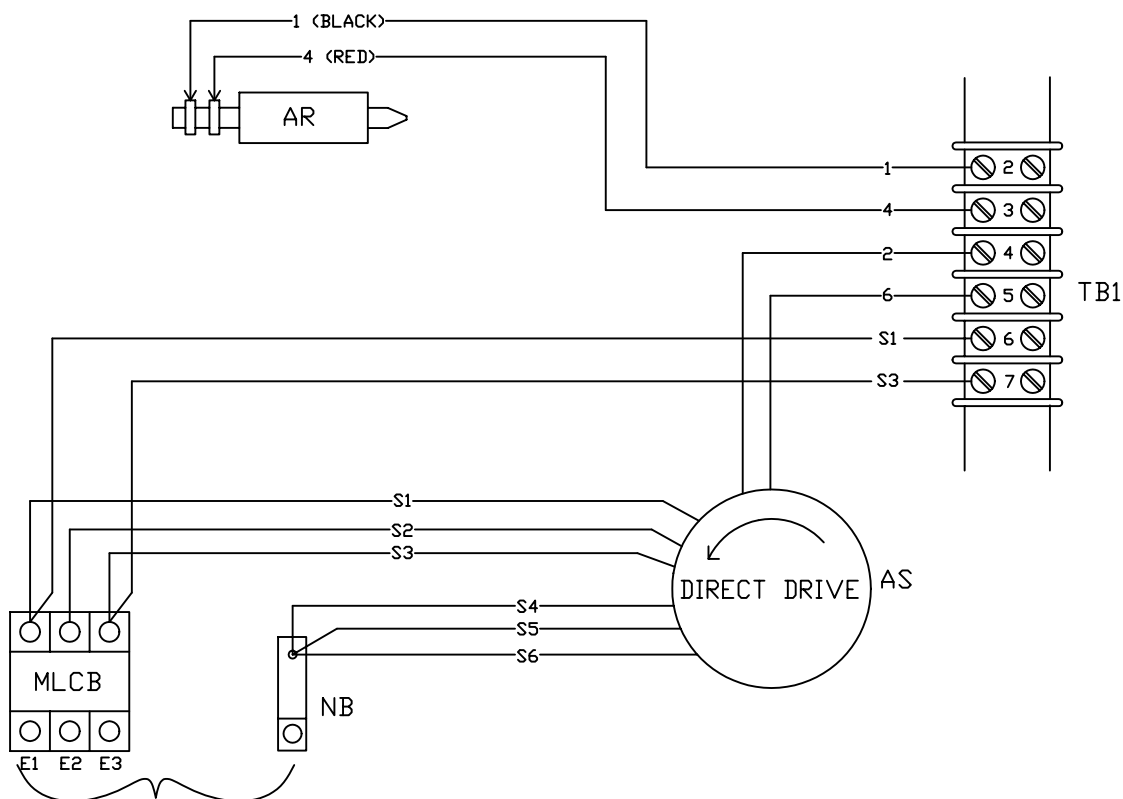 1 (BLACK)
4 (RED)
AR
1
2
4
3
2
4
6
5
TB1
S1
6
S3
7
S1
S2
S3
DIRECT DRIVE
AS
S4
S5
S6
MLCB
NB
E1 E2 E3